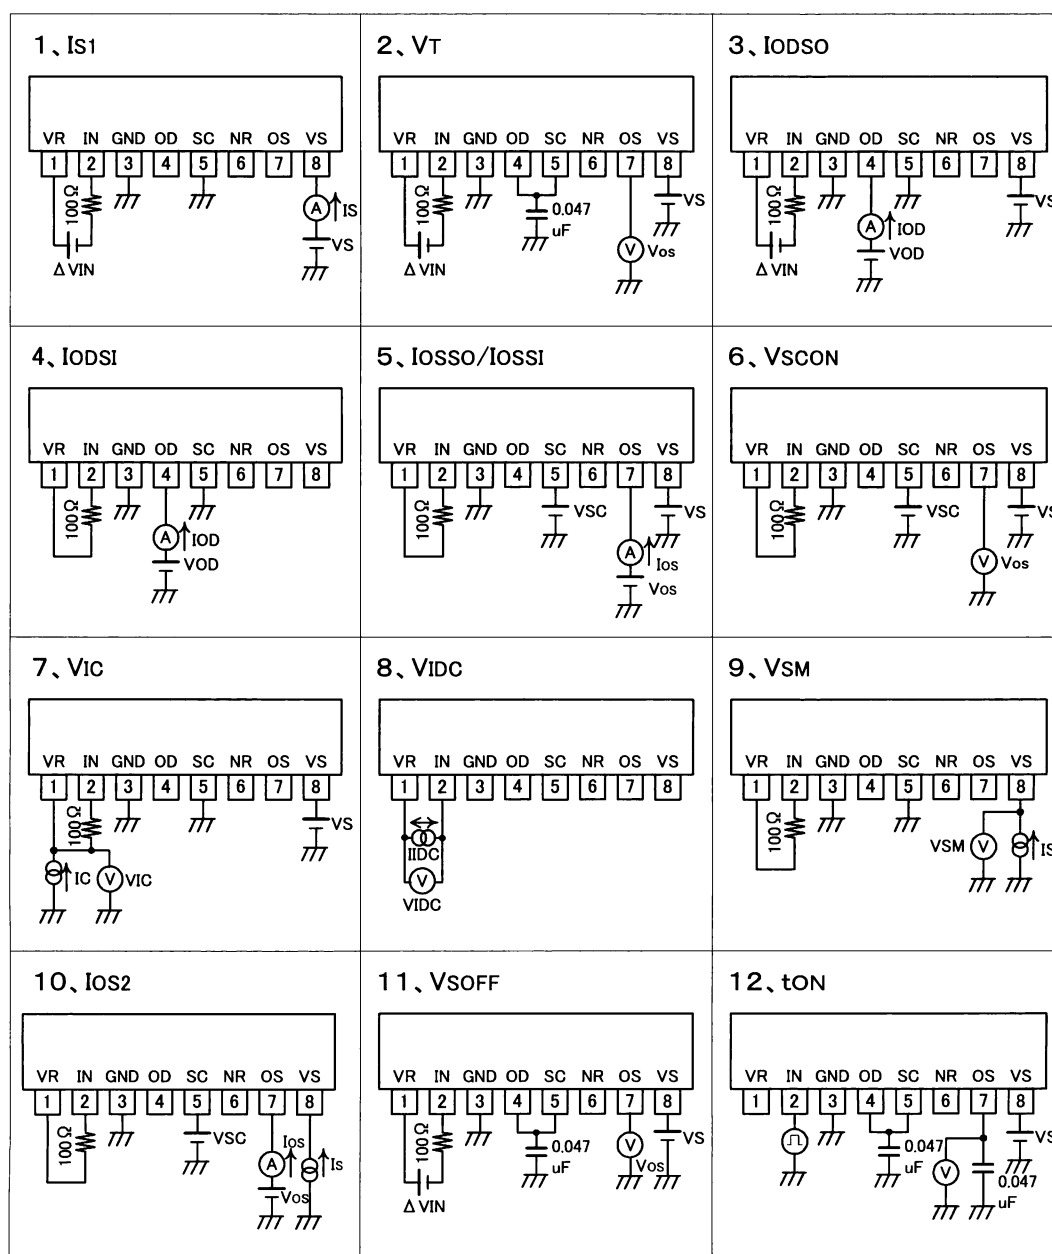 1、IS1
VR IN GND OD SC NR OS VS
1 2 3 4 5 6 7 8
100Ω
A IS
VS
ΔVIN
2、VT
VR IN GND OD SC NR OS VS
1 2 3 4 5 6 7 8
100Ω
0.047
uF
VS
V Vos
ΔVIN
3、IODSO
VR IN GND OD SC NR OS VS
1 2 3 4 5 6 7 8
100Ω
VS
A IOD
VOD
ΔVIN
4、IODSI
VR IN GND OD SC NR OS VS
1 2 3 4 5 6 7 8
100Ω
A IOD
VOD
5、IOSSO/IOSSI
VR IN GND OD SC NR OS VS
1 2 3 4 5 6 7 8
100Ω
VSC
VS
A Ios
Vos
6、VSCON
VR IN GND OD SC NR OS VS
1 2 3 4 5 6 7 8
100Ω
VSC
VS
V Vos
7、VIC
VR IN GND OD SC NR OS VS
1 2 3 4 5 6 7 8
100Ω
VS
IC V VIC
8、VIDC
VR IN GND OD SC NR OS VS
1 2 3 4 5 6 7 8
IIDC
V
VIDC
9、VSM
VR IN GND OD SC NR OS VS
1 2 3 4 5 6 7 8
100Ω
VSM V IS
10、IOS2
VR IN GND OD SC NR OS VS
1 2 3 4 5 6 7 8
100Ω
VSC
Ios
A Is
Vos
11、VSOFF
VR IN GND OD SC NR OS VS
1 2 3 4 5 6 7 8
100Ω
0.047
uF
VS
V
Vos
ΔVIN
12、tON
VR IN GND OD SC NR OS VS
1 2 3 4 5 6 7 8
0.047
uF
VS
V
0.047
uF